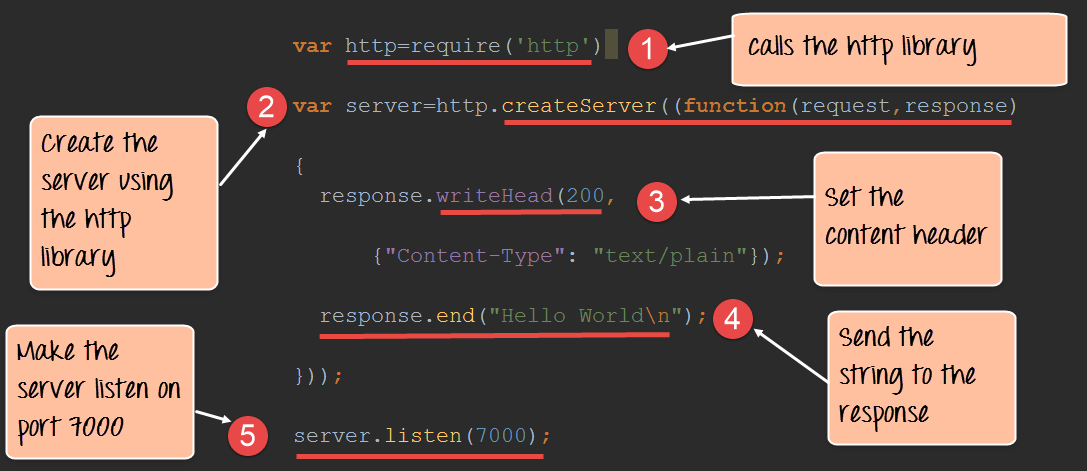 var http=require('http')
1
calls the http library
2
var server=http.createServer((function(request,response)
Create the
server using
the http
library
{
response.writeHead(200,
3
Set the
content header
{"Content-Type": "text/plain"});
response.end("Hello World\n");
4
Send the
string to the
response
}));
Make the
server listen on
port 7000
5
server.listen(7000);